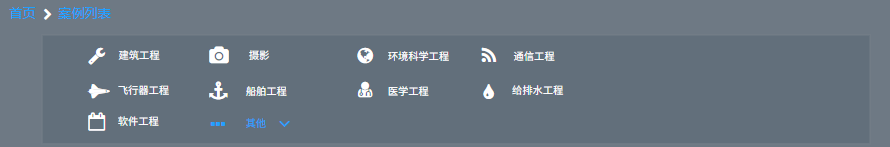 首页 案例列表
建筑工程 摄影 环境科学工程 通信工程
飞行器工程 船舶工程 医学工程 给排水工程
软件工程 其他